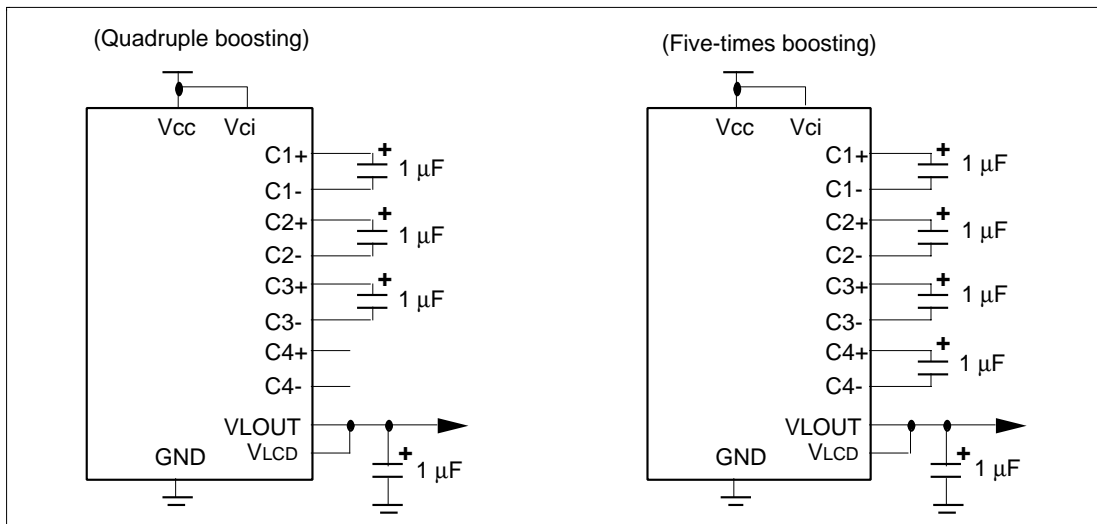 (Quadruple boosting)
Vcc Vci
C1+
+
1 μF
C1-
C2+
+
1 μF
C2-
C3+
+
1 μF
C3-
C4+
C4-
VLOUT
VLCD
GND
+
1 μF
(Five-times boosting)
Vcc Vci
C1+
+
1 μF
C1-
C2+
+
1 μF
C2-
C3+
+
1 μF
C3-
C4+
+
1 μF
C4-
VLOUT
VLCD
GND
+
1 μF